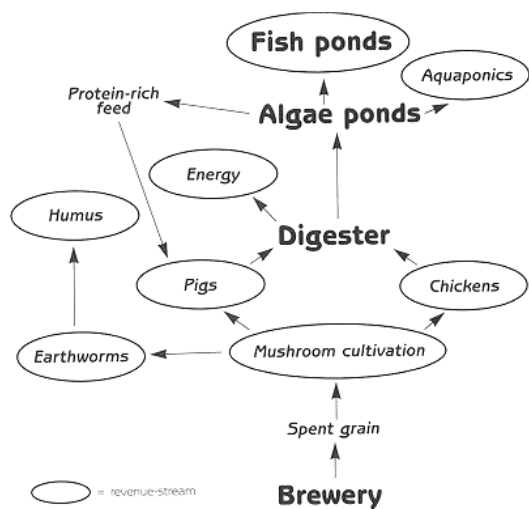 Fish ponds
Aquaponics
Protein-rich
feed
Algae ponds
Energy
Humus
Digester
Pigs
Chickens
Earthworms
Mushroom cultivation
Spent grain
= revenue-stream
Brewery